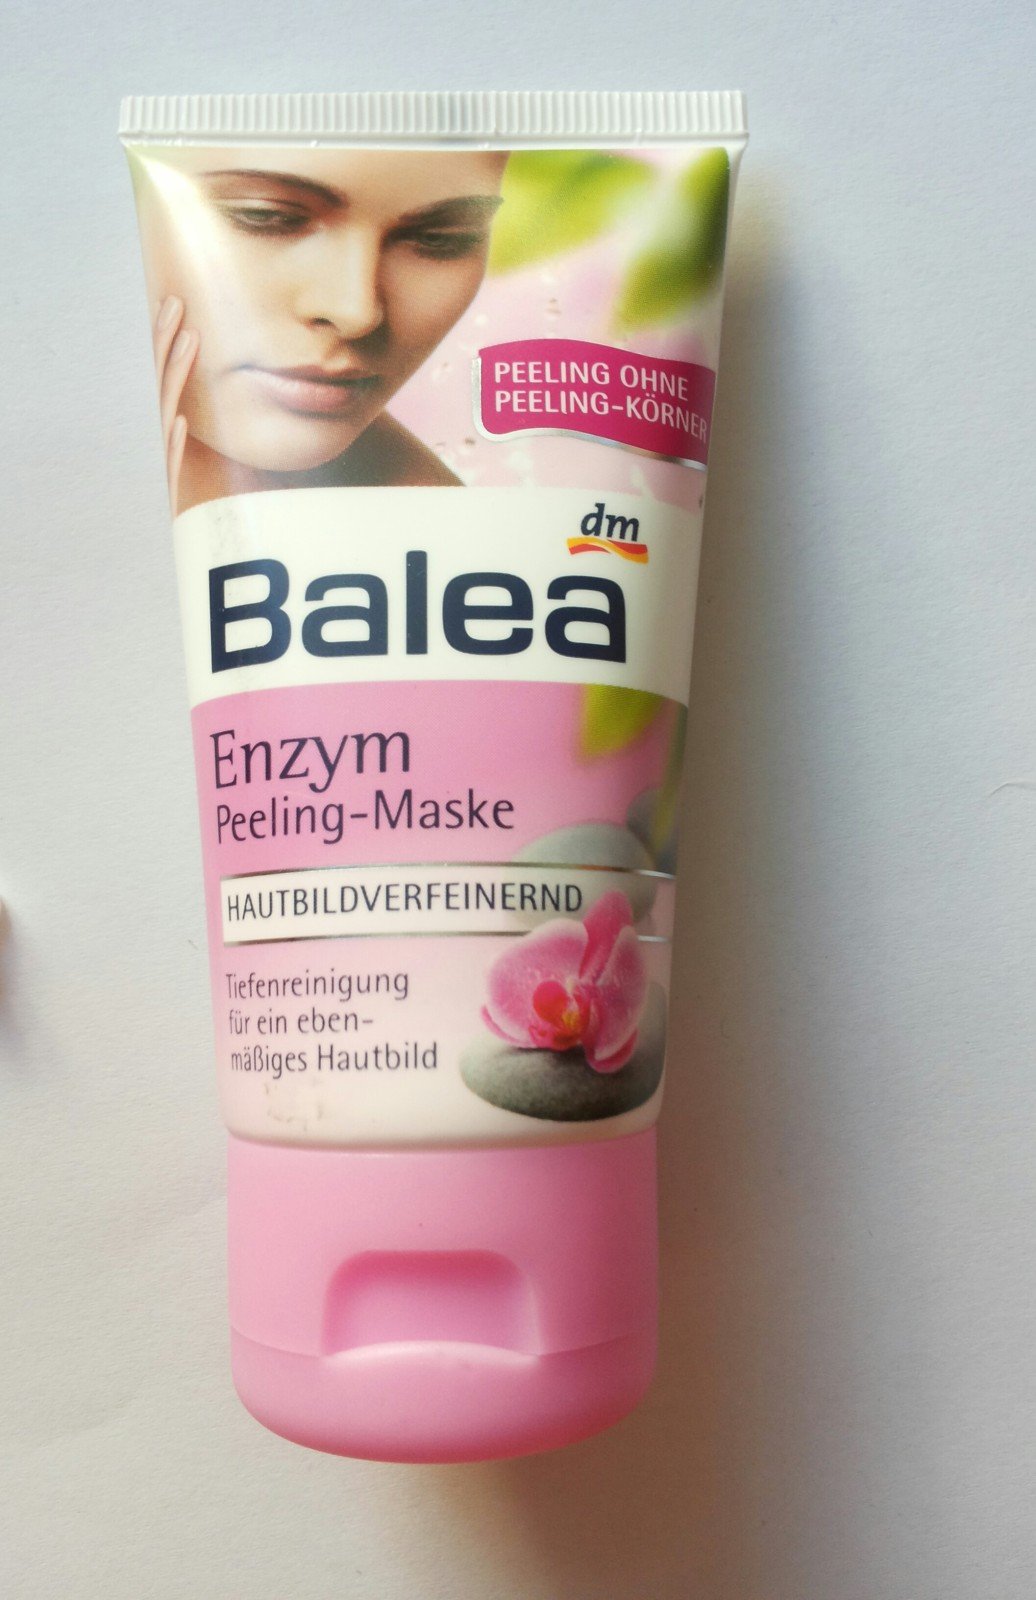 PEELING OHNE
PEELING-KÖRNER
dm
Balea
Enzym
Peeling-Maske
HAUTBILDVERFEINERND
Tiefenreinigung
für ein eben-
mäßiges Hautbild